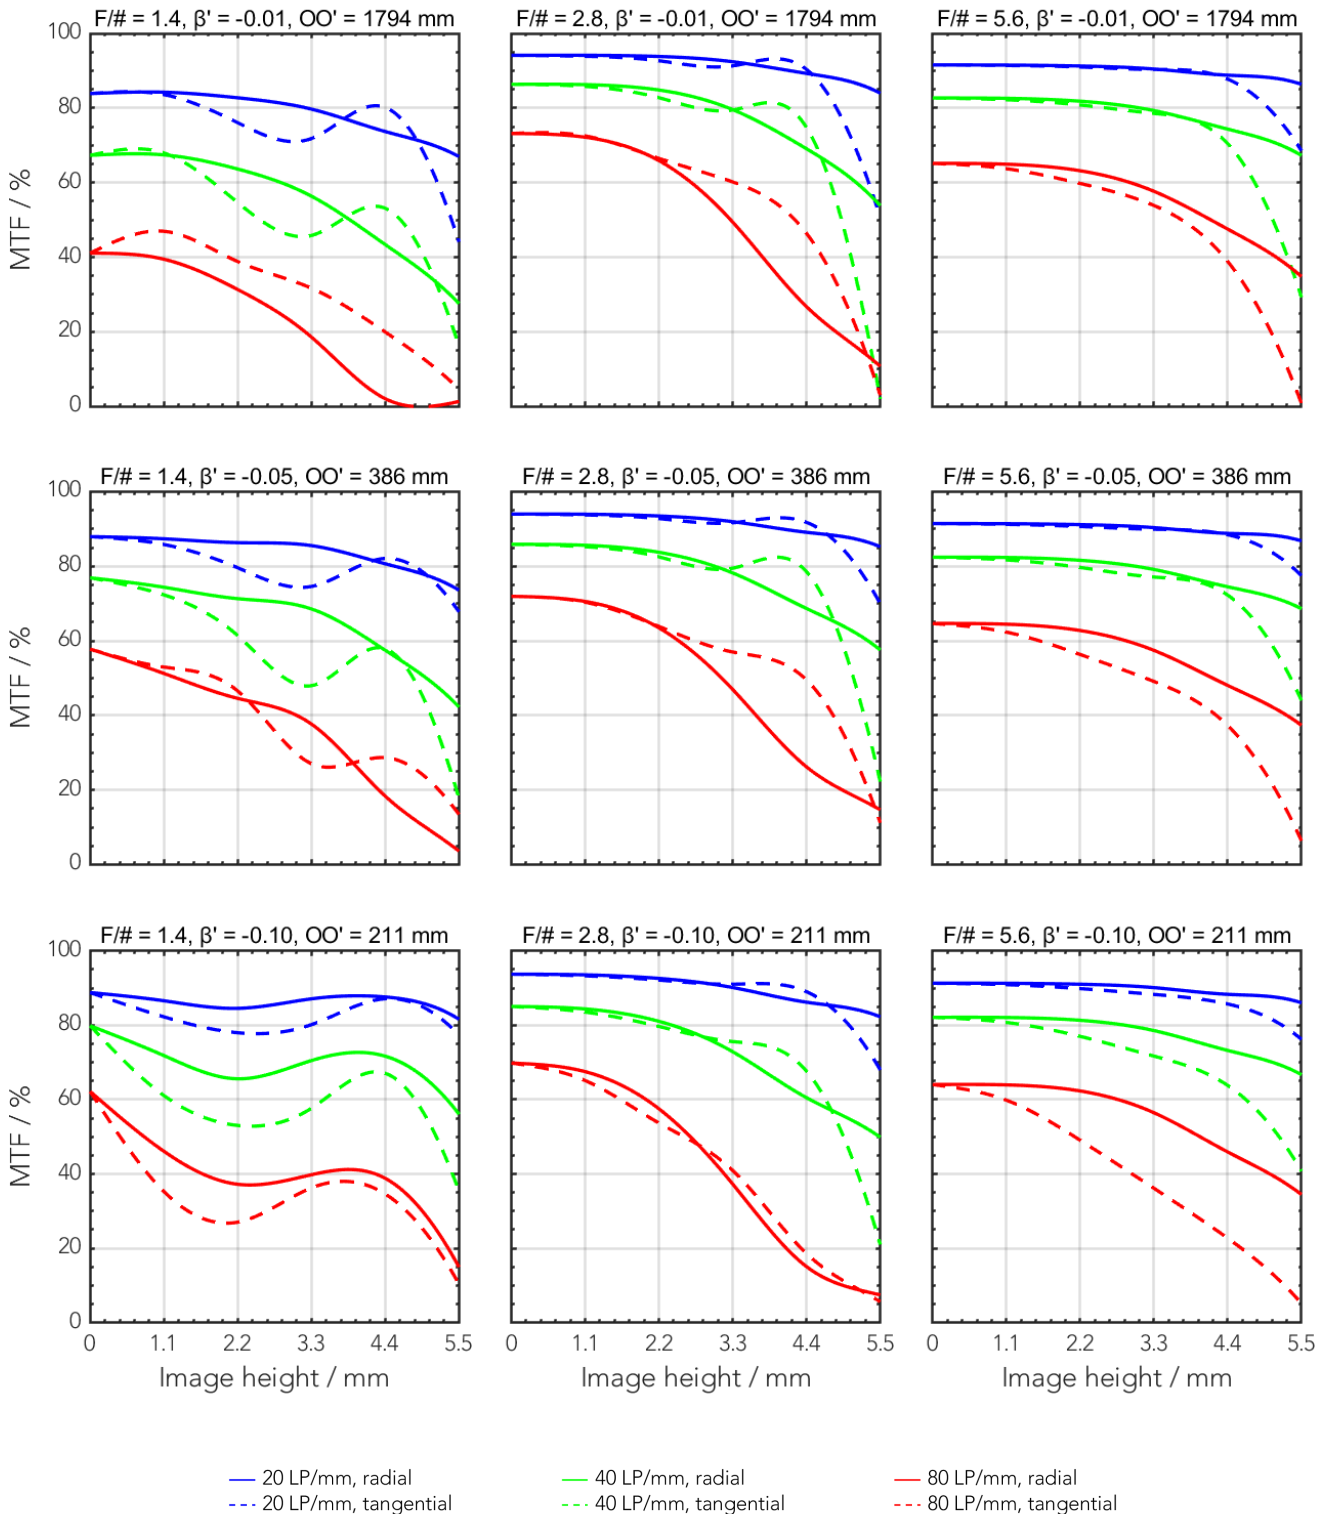 F/# = 1.4, β' = -0.01, OO' = 1794 mm
F/# = 2.8, β' = -0.01, OO' = 1794 mm
F/# = 5.6, β' = -0.01, OO' = 1794 mm
100
80
60
40
20
0
MTF / %
F/# = 1.4, β' = -0.05, OO' = 386 mm
F/# = 2.8, β' = -0.05, OO' = 386 mm
F/# = 5.6, β' = -0.05, OO' = 386 mm
100
80
60
40
20
0
MTF / %
F/# = 1.4, β' = -0.10, OO' = 211 mm
F/# = 2.8, β' = -0.10, OO' = 211 mm
F/# = 5.6, β' = -0.10, OO' = 211 mm
100
80
60
40
20
0
MTF / %
0 1.1 2.2 3.3 4.4 5.5
0 1.1 2.2 3.3 4.4 5.5
0 1.1 2.2 3.3 4.4 5.5
Image height / mm
Image height / mm
Image height / mm
20 LP/mm, radial
40 LP/mm, radial
80 LP/mm, radial
20 LP/mm, tangential
40 LP/mm, tangential
80 LP/mm, tangential